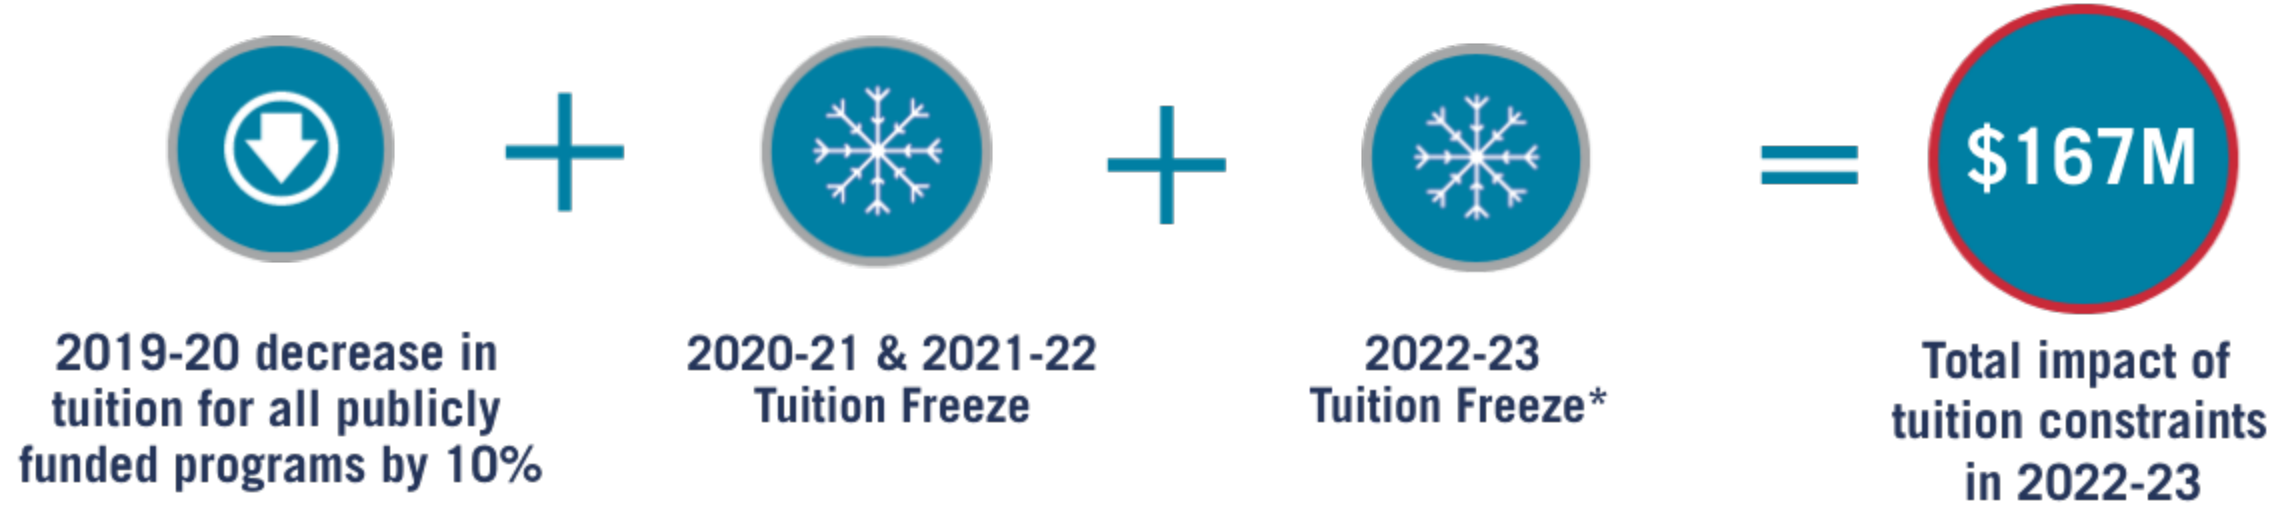 2019-20 decrease in
tuition for all publicly
funded programs by 10%
2020-21 & 2021-22
Tuition Freeze
2022-23
Tuition Freeze*
$167M
Total impact of
tuition constraints
in 2022-23